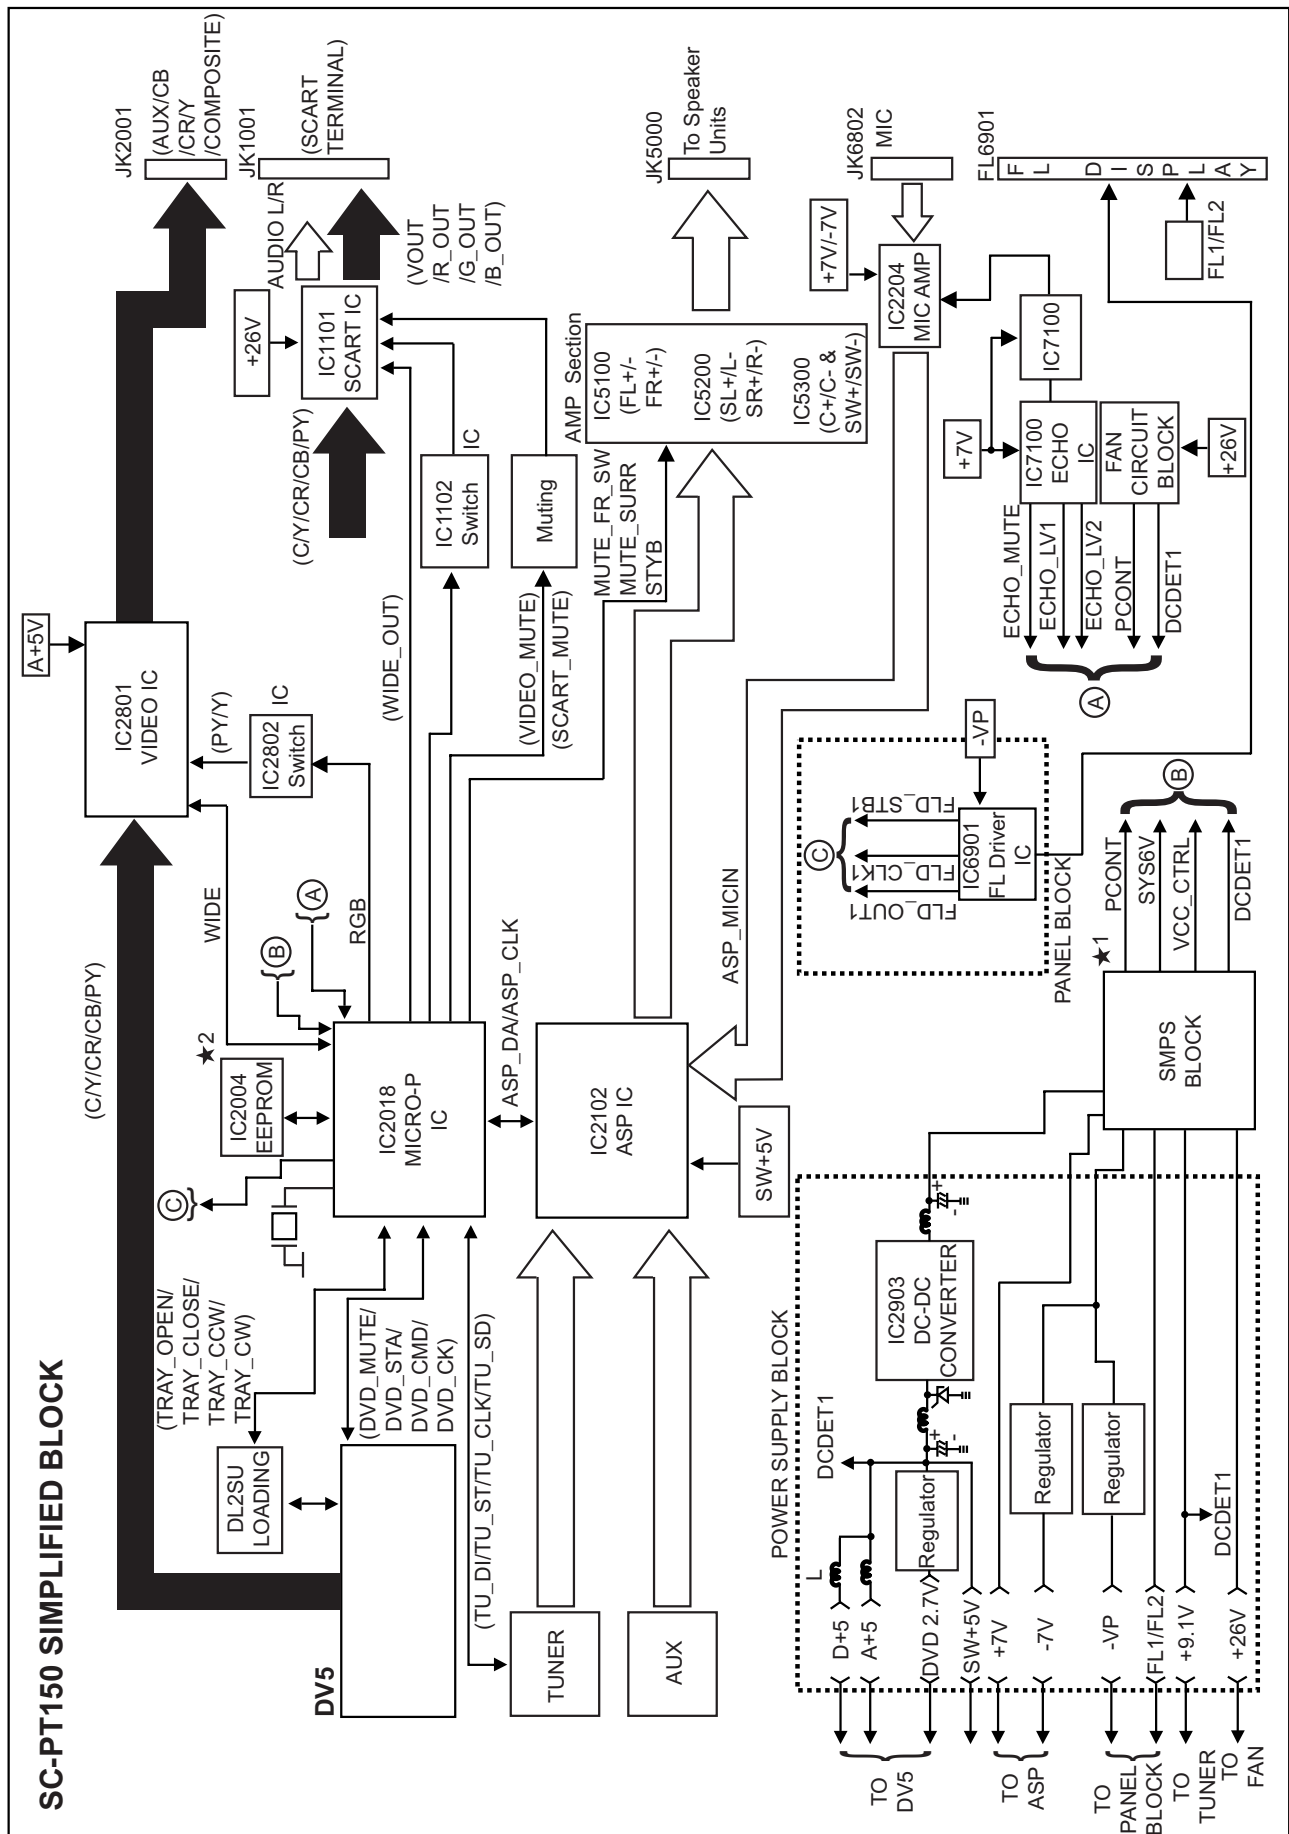 SC-PT150 SIMPLIFIED BLOCK
DV5
DL2SU
LOADING
(TRAY_OPEN/
TRAY_CLOSE/
TRAY_CCW/
TRAY_CW)
(DVD_MUTE/
DVD_STA/
DVD_CMD/
DVD_CK)
(TU_DI/TU_ST/TU_CLK/TU_SD)
TUNER
AUX
(C/Y/CR/CB/PY)
WIDE
C
IC2004
EEPROM
★2
B
A
RGB
IC2018
MICRO-P
IC
ASP_DA/ASP_CLK
IC2102
ASP IC
SW+5V
ASP_MICIN
A+5V
IC2801
VIDEO IC
(PY/Y)
IC2802
Switch
IC
(WIDE_OUT)
(VIDEO_MUTE)
(SCART_MUTE)
MUTE_FR_SW
MUTE_SURR
STYB
IC1102
Switch
IC
Muting
(C/Y/CR/CB/PY)
+26V
IC1101
SCART IC
AUDIO L/R
(VOUT
/R_OUT
/G_OUT
/B_OUT)
JK2001
(AUX/CB
/CR/Y
/COMPOSITE)
JK1001
(SCART
TERMINAL)
AMP Section
IC5100
(FL+/-
FR+/-)
IC5200
(SL+/L-
SR+/R-)
IC5300
(C+/C- &
SW+/SW-)
JK5000
To Speaker
Units
JK6802
MIC
+7V/-7V
IC2204
MIC AMP
IC7100
+7V
IC7100
ECHO
IC
FAN
CIRCUIT
BLOCK
+26V
ECHO_MUTE
ECHO_LV1
ECHO_LV2
PCONT
DCDET1
A
FL6901
FL DISPLAY
FL1/FL2
PANEL BLOCK
-VP
IC6901
FL Driver
IC
FLD_STB1
FLD_CLK1
FLD_OUT1
C
B
PCONT
SYS6V
VCC_CTRL
DCDET1
★1
SMPS
BLOCK
POWER SUPPLY BLOCK
IC2903
DC-DC
CONVERTER
+
-
+
-
DCDET1
L
Regulator
Regulator
Regulator
DCDET1
D+5
A+5
DVD 2.7V
SW+5V
+7V
-7V
-VP
FL1/FL2
+9.1V
+26V
TO
DV5
TO
ASP
TO
PANEL
BLOCK
TO
TUNER
TO
FAN